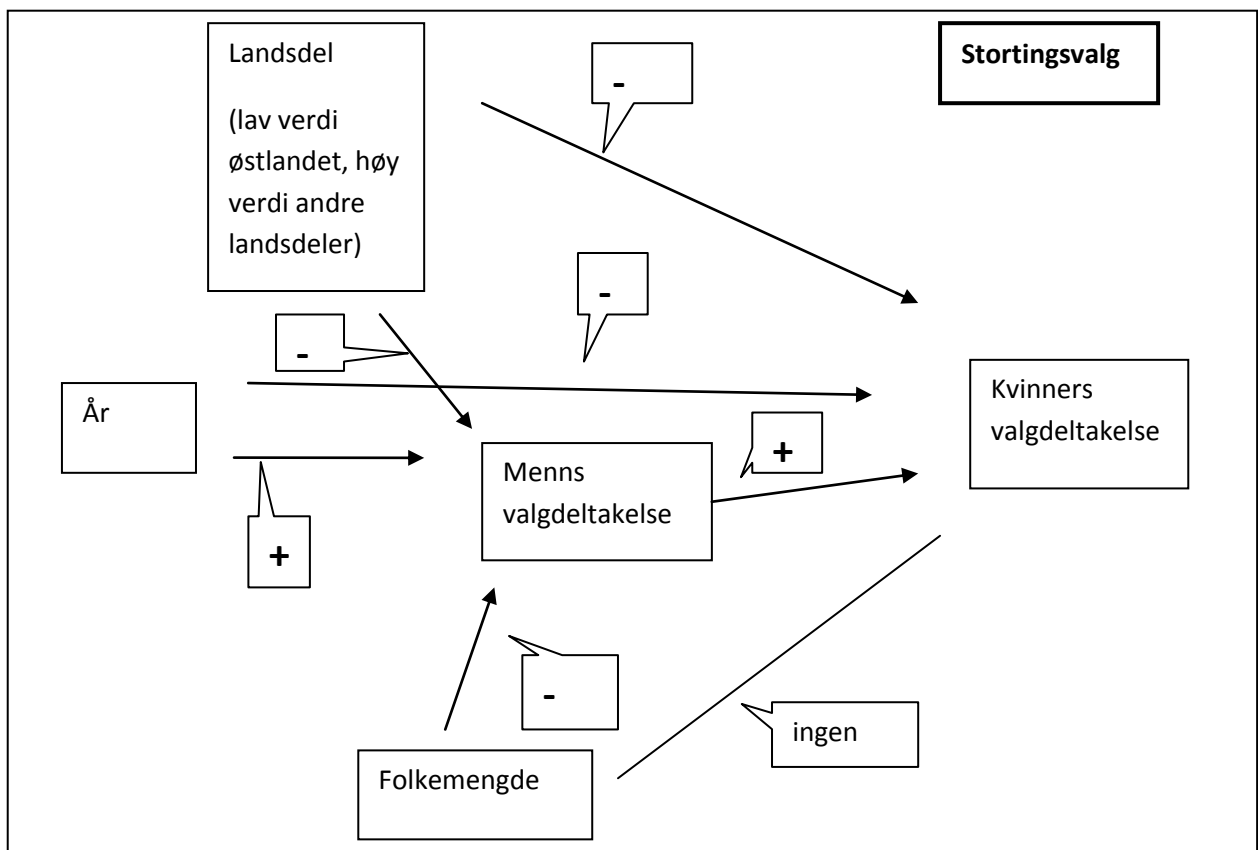 Landsdel
(lav verdi
østlandet, høy
verdi andre
landsdeler)
-
Stortingsvalg
-
-
År
Kvinners
valgdeltakelse
+
Menns
valgdeltakelse
+
-
ingen
Folkemengde